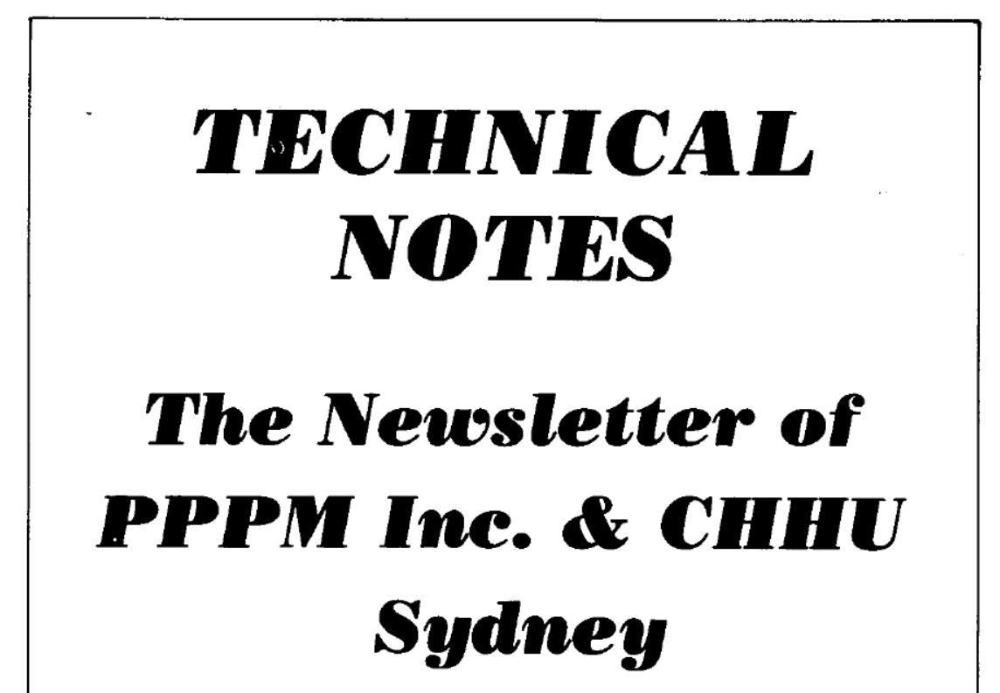 TECHNICAL
NOTES
The Newsletter of
PPPM Inc. & CHHU
Sydney